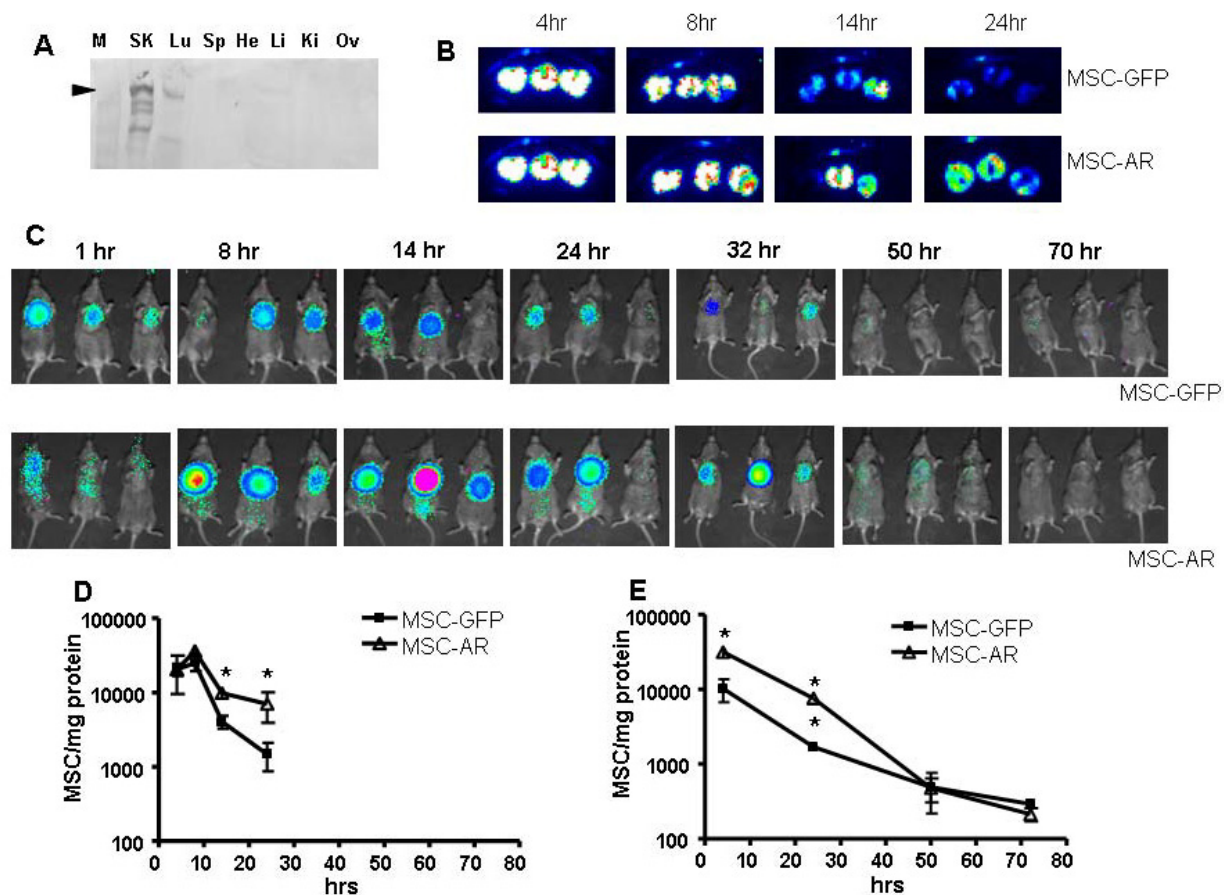 A
M SK Lu Sp He Li Ki Ov
B
4hr 8hr 14hr 24hr
MSC-GFP
MSC-AR
C
1 hr 8 hr 14 hr 24 hr 32 hr 50 hr 70 hr
MSC-GFP
MSC-AR
D
MSC-GFP
MSC-AR
MSC/mg protein
100000
10000
1000
100
* *
0 10 20 30 40 50 60 70 80
hrs
E
MSC-GFP
MSC-AR
MSC/mg protein
100000
10000
1000
100
*
*
*
0 10 20 30 40 50 60 70 80
hrs